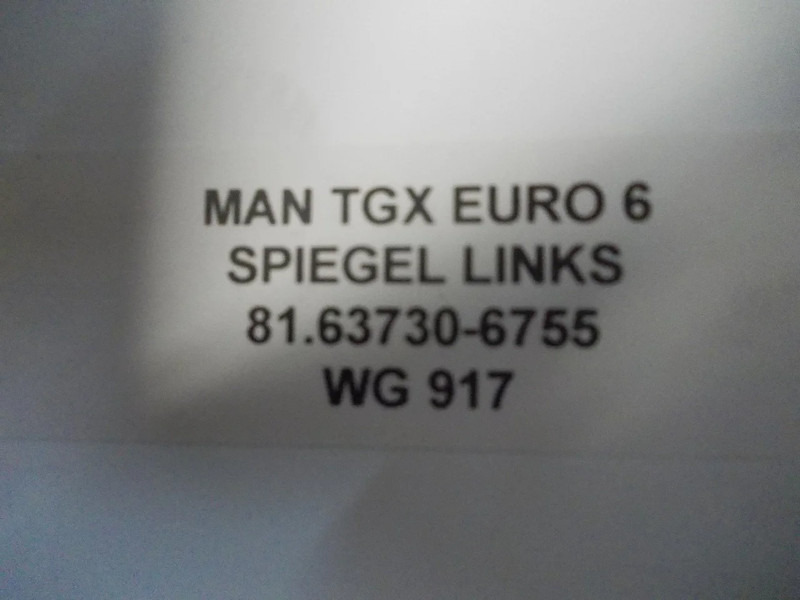 MAN TGX EURO 6
SPIEGEL LINKS
81.63730-6755
WG 917